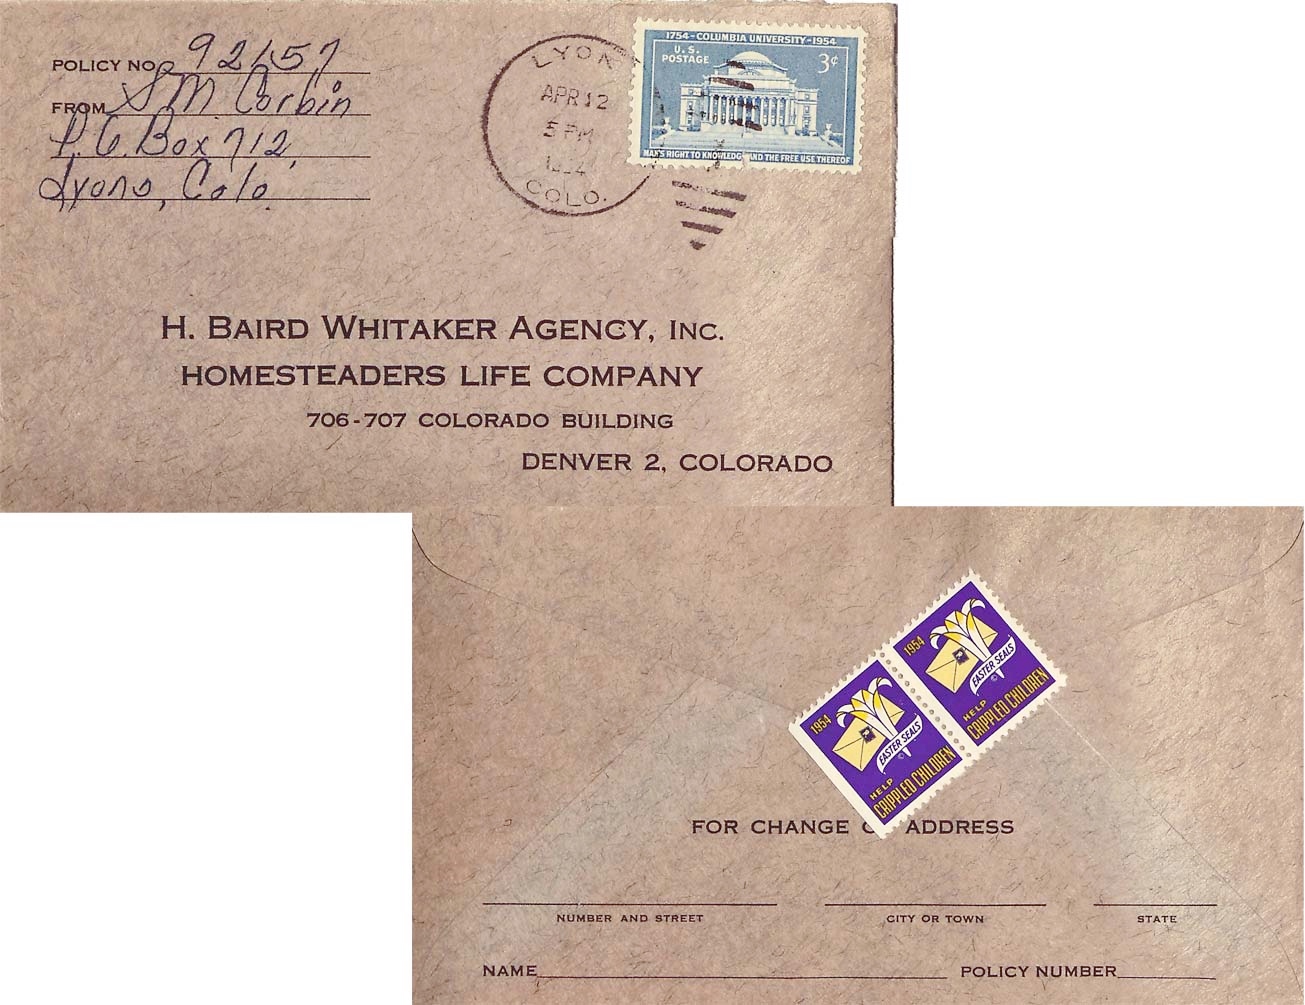 POLICY NO. 92157
FROM S M. Corbin
P. O. Box 712,
Lyons, Colo.
LYONS
APR 12
5 PM
COLO.
1754-COLUMBIA UNIVERSITY-1954
U.S. POSTAGE
3¢
MAN'S RIGHT TO KNOWLEDGE AND THE FREE USE THEREOF
H. BAIRD WHITAKER AGENCY, INC.
HOMESTEADERS LIFE COMPANY
706-707 COLORADO BUILDING
DENVER 2, COLORADO
1954
EASTER SEALS
©
HELP
CRIPPLED CHILDREN
1954
EASTER SEALS
©
HELP
CRIPPLED CHILDREN
FOR CHANGE O ADDRESS
NUMBER AND STREET CITY OR TOWN STATE
NAME POLICY NUMBER